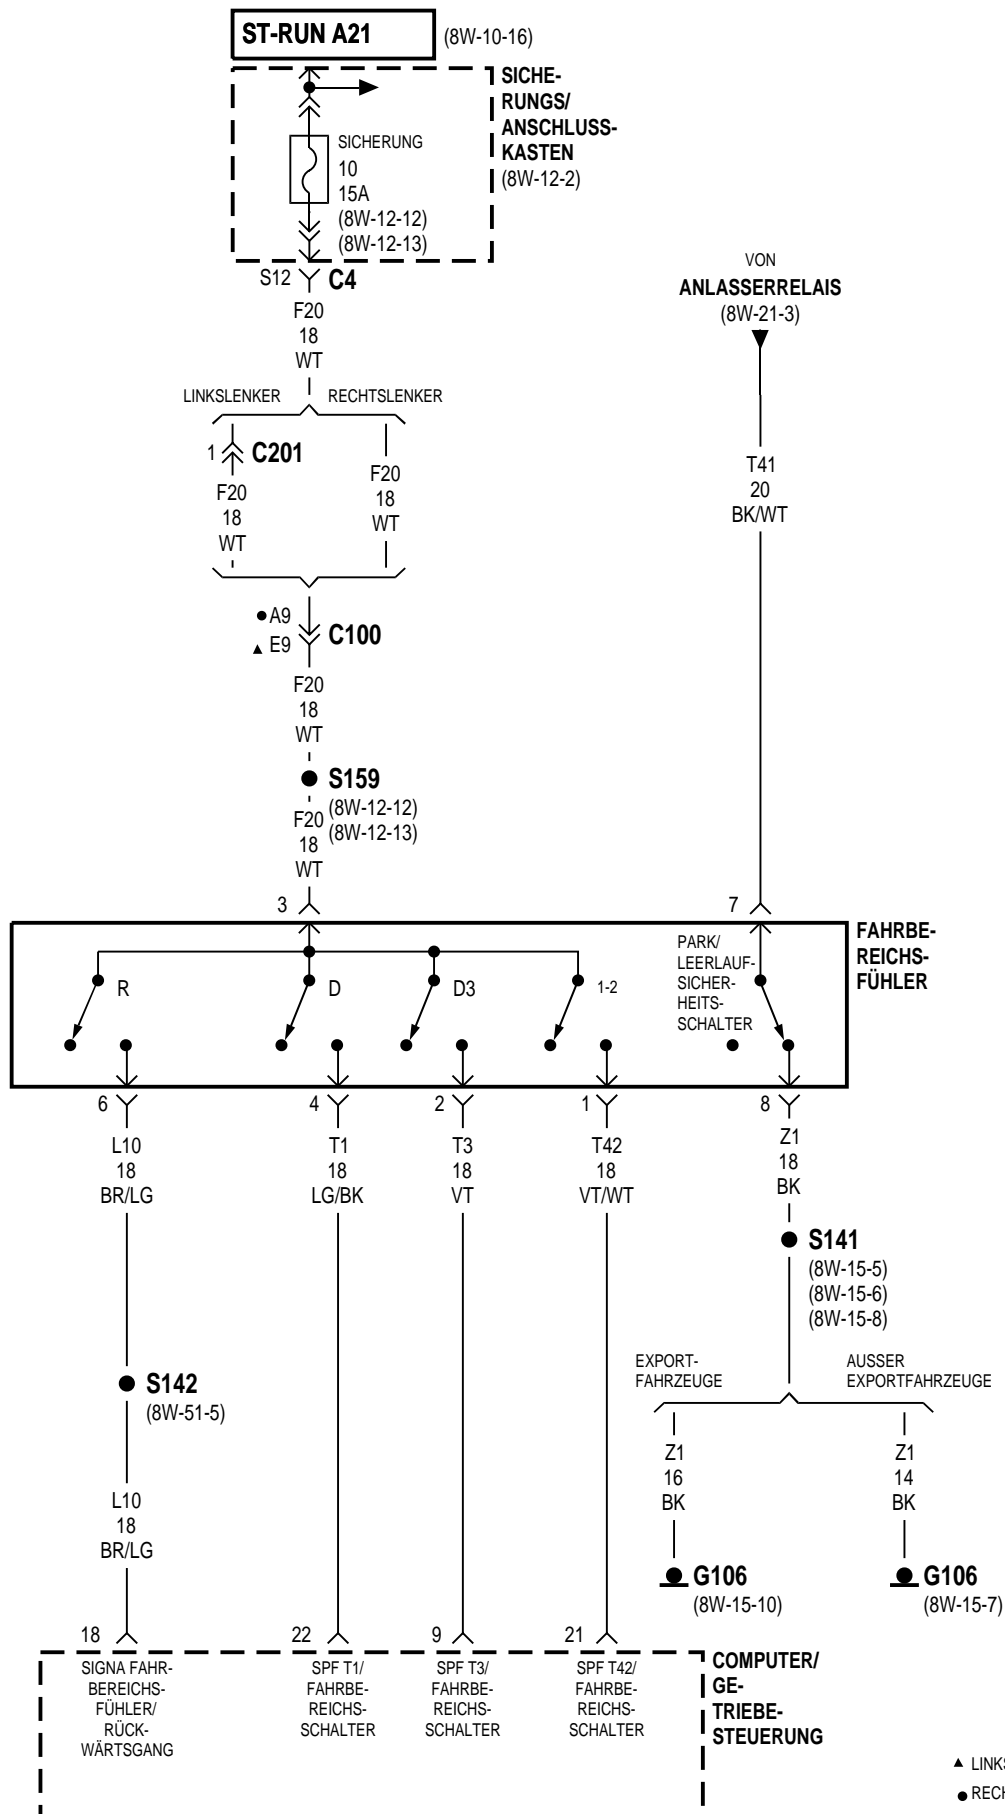 ST-RUN A21
(8W-10-16)
SICHE-
RUNGS/
ANSCHLUSS-
KASTEN
(8W-12-2)
SICHERUNG
10
15A
(8W-12-12)
(8W-12-13)
S12
C4
F20
18
WT
VON
ANLASSERRELAIS
(8W-21-3)
LINKSLENKER
RECHTSLENKER
1
C201
F20
18
WT
F20
18
WT
T41
20
BK/WT
● A9
▲ E9
C100
F20
18
WT
S159
(8W-12-12)
(8W-12-13)
F20
18
WT
3
7
FAHRBE-
REICHS-
FÜHLER
R
D
D3
1-2
PARK/
LEERLAUF-
SICHER-
HEITS-
SCHALTER
6
4
2
1
8
L10
18
BR/LG
T1
18
LG/BK
T3
18
VT
T42
18
VT/WT
Z1
18
BK
S141
(8W-15-5)
(8W-15-6)
(8W-15-8)
EXPORT-
FAHRZEUGE
AUSSER
EXPORTFAHRZEUGE
S142
(8W-51-5)
Z1
16
BK
Z1
14
BK
L10
18
BR/LG
G106
(8W-15-10)
G106
(8W-15-7)
18
22
9
21
SIGNA FAHR-
BEREICHS-
FÜHLER/
RÜCK-
WÄRTSGANG
SPF T1/
FAHRBE-
REICHS-
SCHALTER
SPF T3/
FAHRBE-
REICHS-
SCHALTER
SPF T42/
FAHRBE-
REICHS-
SCHALTER
COMPUTER/
GE-
TRIEBE-
STEUERUNG
▲
●